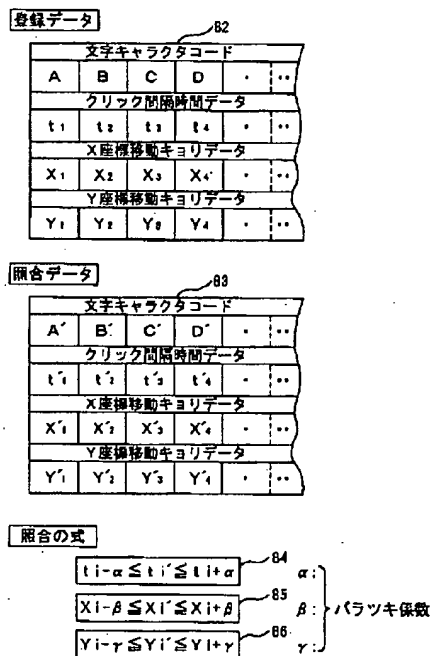 登録データ
82
文字キャラクタコード
A B C D ・ ・・
クリック間隔時間データ
t1 t2 t3 t4 ・ ・・
X座標移動キョリデータ
X1 X2 X3 X4 ・ ・・
Y座標移動キョリデータ
Y1 Y2 Y3 Y4 ・ ・・
照合データ
83
文字キャラクタコード
A´ B´ C´ D´ ・ ・・
クリック間隔時間データ
t´1 t´2 t´3 t´4 ・ ・・
X座標移動キョリデータ
X´1 X´2 X´3 X´4 ・ ・・
Y座標移動キョリデータ
Y´1 Y´2 Y´3 Y´4 ・ ・・
照合の式
ti-α≦ti´≦ti+α 84 α:
Xi-β≦Xi´≦Xi+β 85 β: バラツキ係数
Yi-γ≦Yi´≦Yi+γ 86 γ: